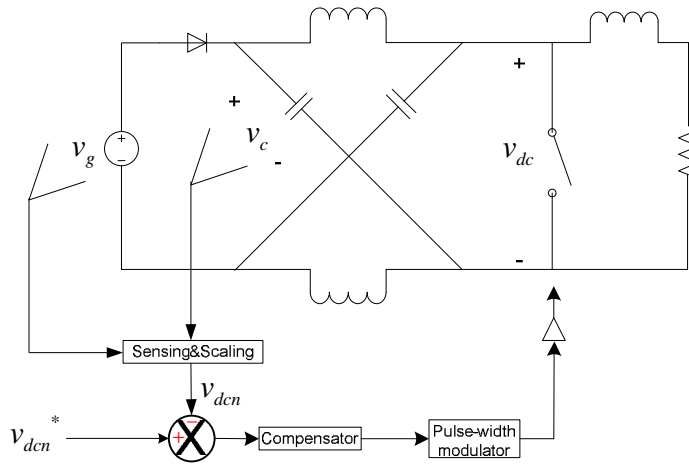 +
+
v_g
+
−
v_c
-
v_dc
-
Sensing&Scaling
v_dcn
v_dcn*
−
+
Compensator
Pulse-width
modulator